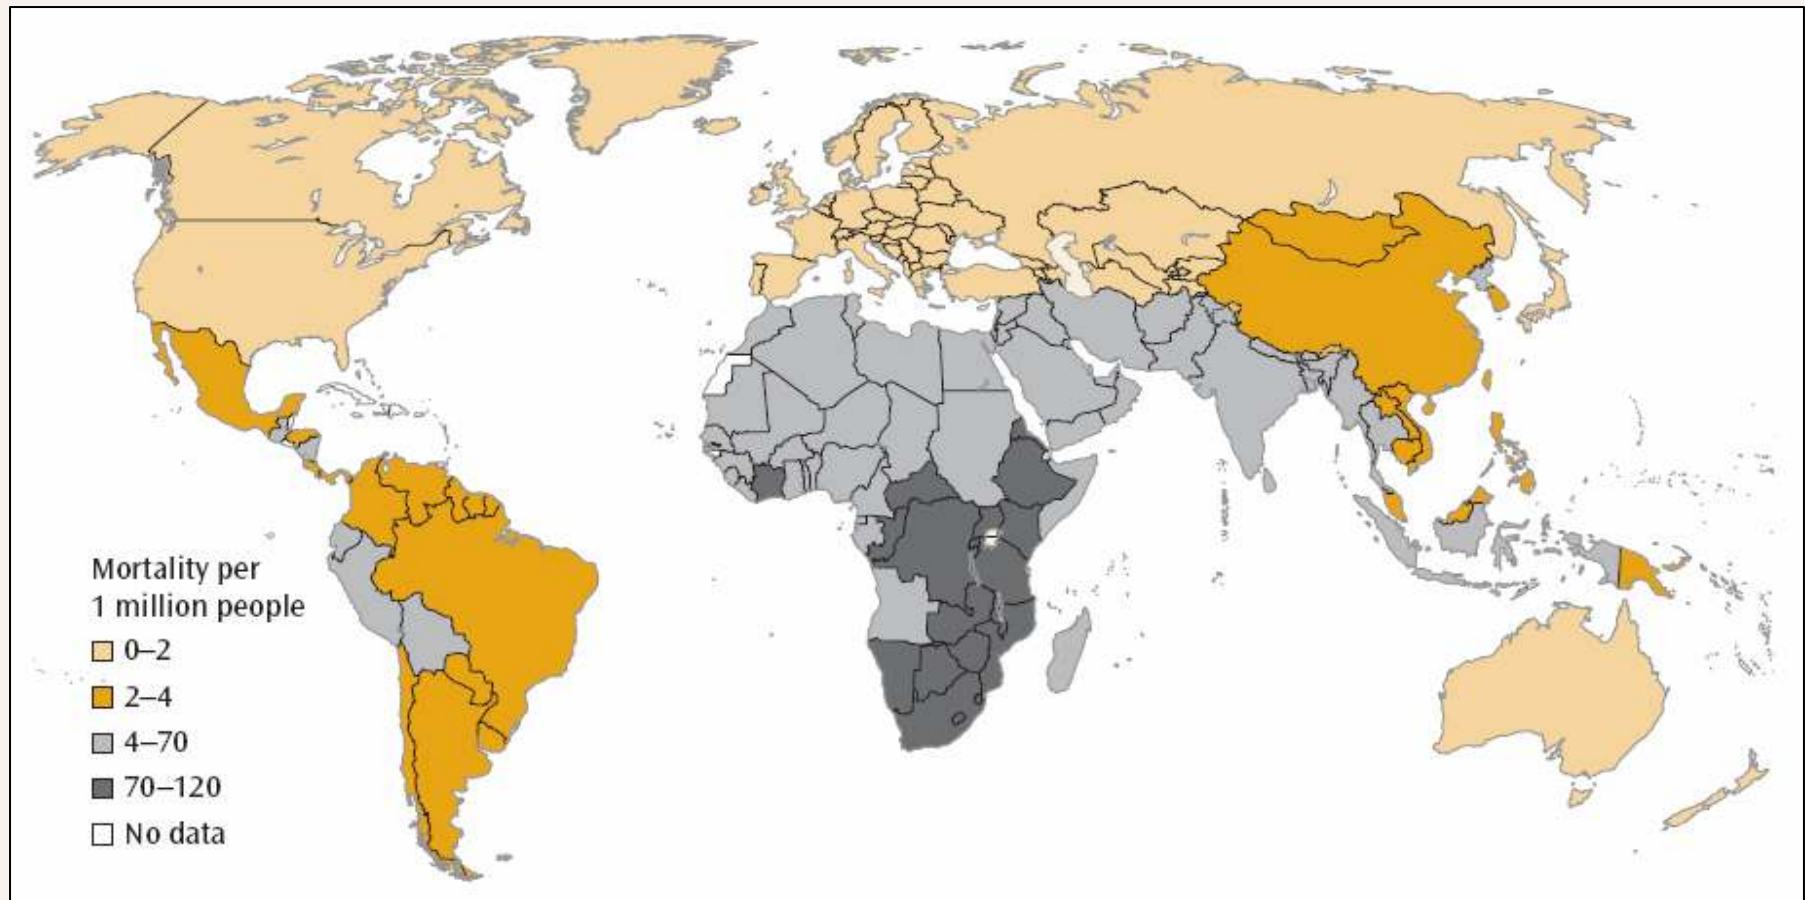 Mortality per
1 million people
0–2
2–4
4–70
70–120
No data